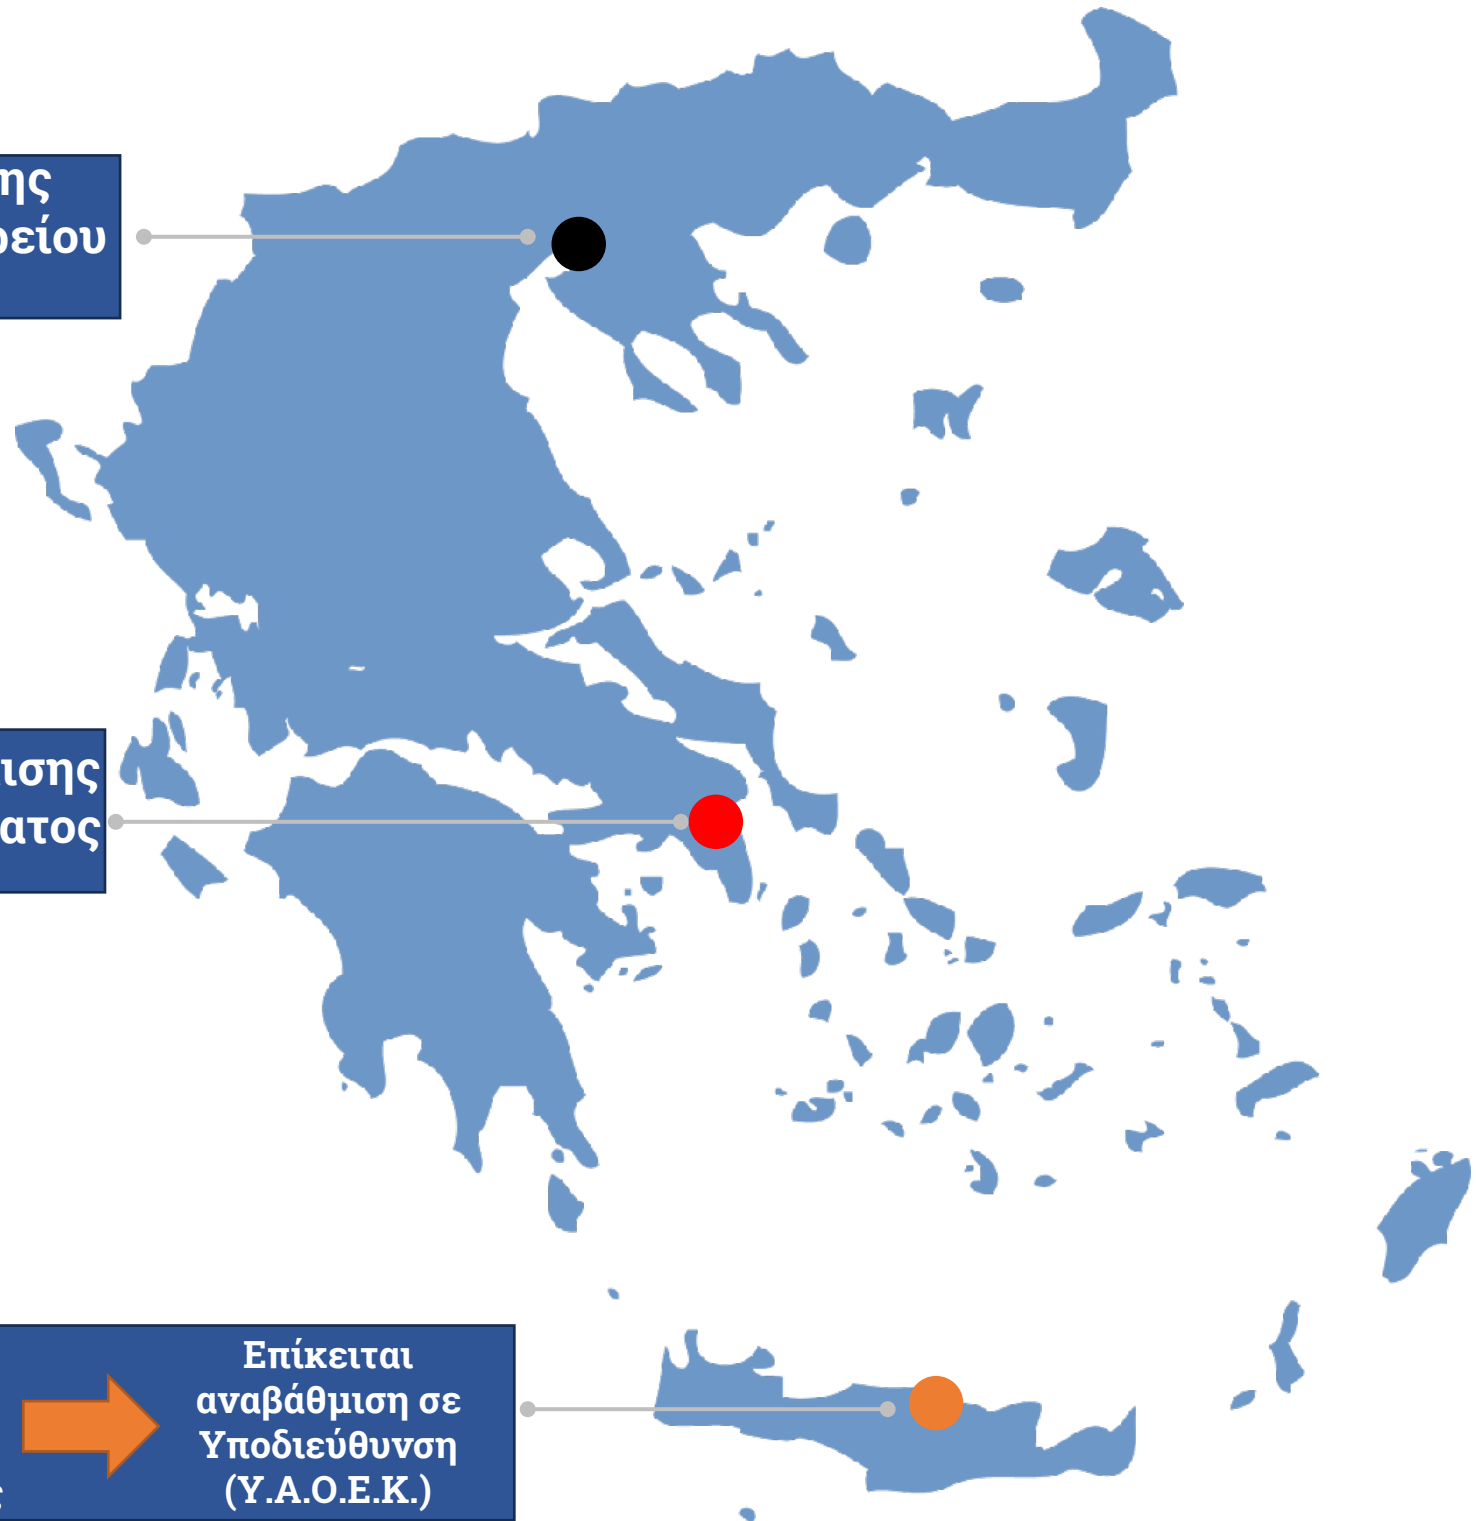 ης
ρείου
ισης
ατος
ς
Επίκειται
αναβάθμιση σε
Υποδιεύθυνση
(Υ.Α.Ο.Ε.Κ.)